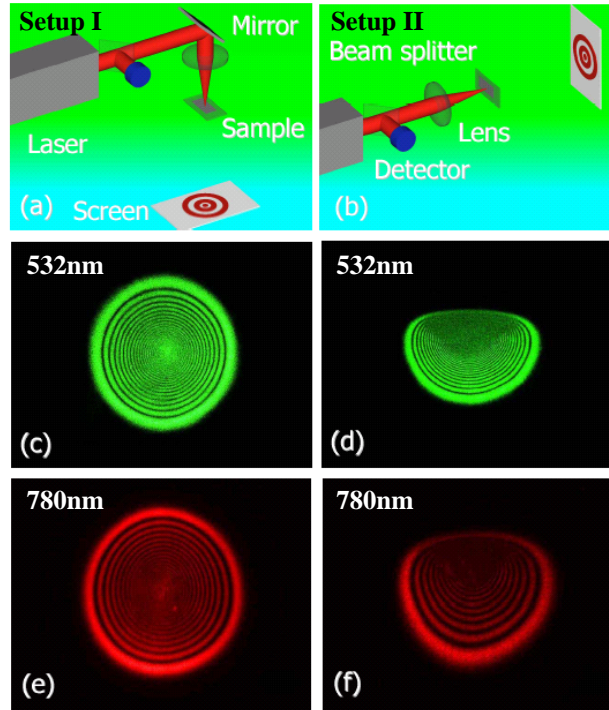 Setup I
Mirror
Sample
Laser
Screen
(a)
Setup II
Beam splitter
Lens
Detector
(b)
532nm
(c)
532nm
(d)
780nm
(e)
780nm
(f)